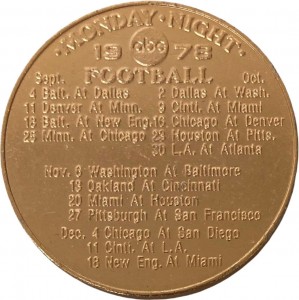 ·MONDAY·NIGHT·
19 abc 78
Sept. FOOTBALL Oct.
4 Balt. At Dallas 2 Dallas At Wash.
11 Denver At Minn. 9 Cinti. At Miami
18 Balt. At New Eng. 16 Chicago At Denver
25 Minn. At Chicago 23 Houston At Pitts.
30 L.A. At Atlanta
Nov. 6 Washington At Baltimore
13 Oakland At Cincinnati
20 Miami At Houston
27 Pittsburgh At San Francisco
Dec. 4 Chicago At San Diego
11 Cinti. At L.A.
18 New Eng. At Miami